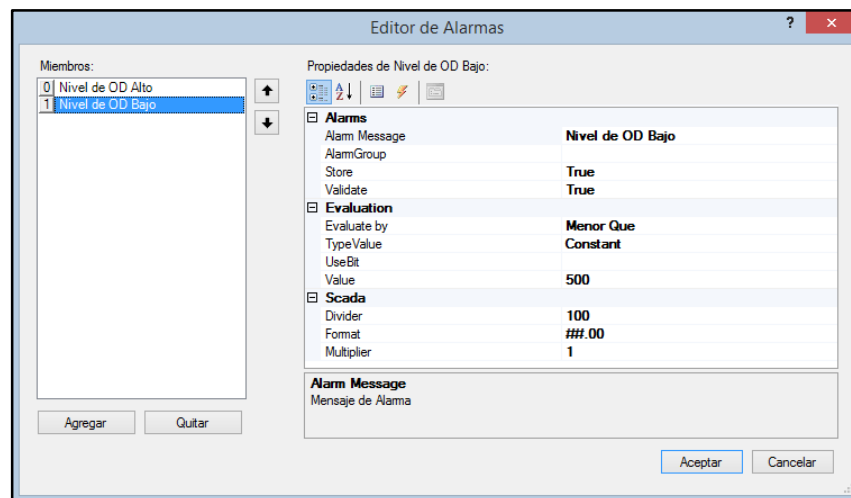 Editor de Alarmas
?
×
Miembros:
0 Nivel de OD Alto
1 Nivel de OD Bajo
Agregar
Quitar
Propiedades de Nivel de OD Bajo:
A
Z
Alarms
Alarm Message Nivel de OD Bajo
AlarmGroup
Store True
Validate True
Evaluation
Evaluate by Menor Que
TypeValue Constant
UseBit
Value 500
Scada
Divider 100
Format ##.00
Multiplier 1
Alarm Message
Mensaje de Alarma
Aceptar
Cancelar